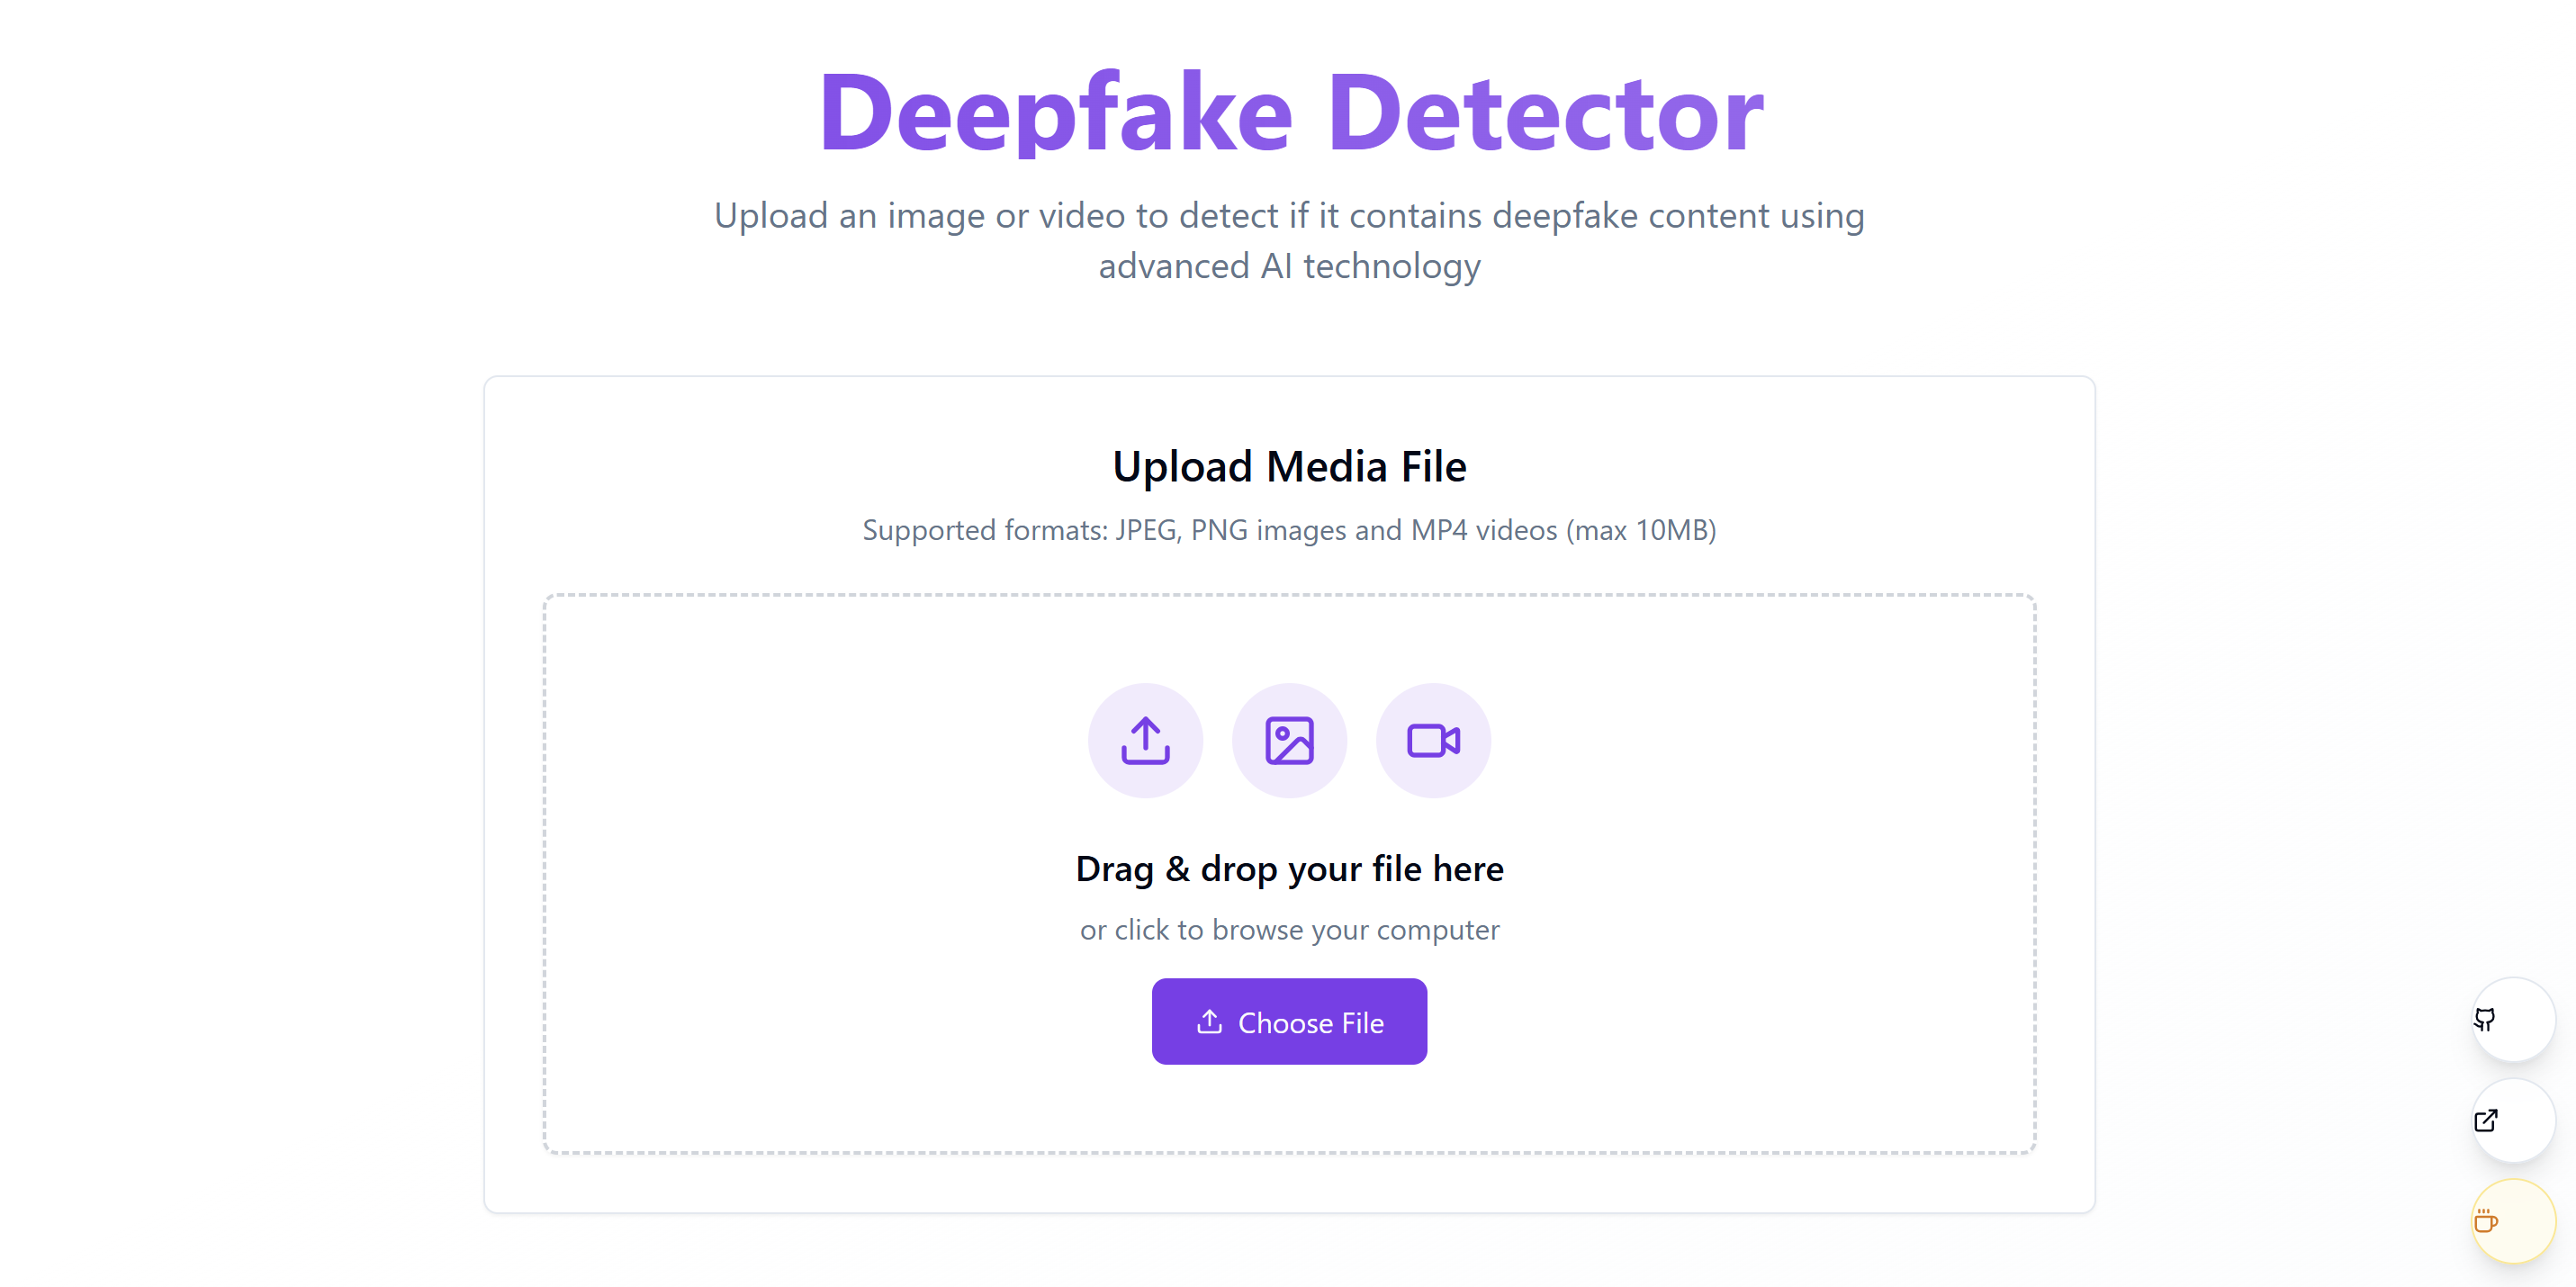 Deepfake Detector
Upload an image or video to detect if it contains deepfake content using
advanced AI technology
Upload Media File
Supported formats: JPEG, PNG images and MP4 videos (max 10MB)
Drag & drop your file here
or click to browse your computer
Choose File